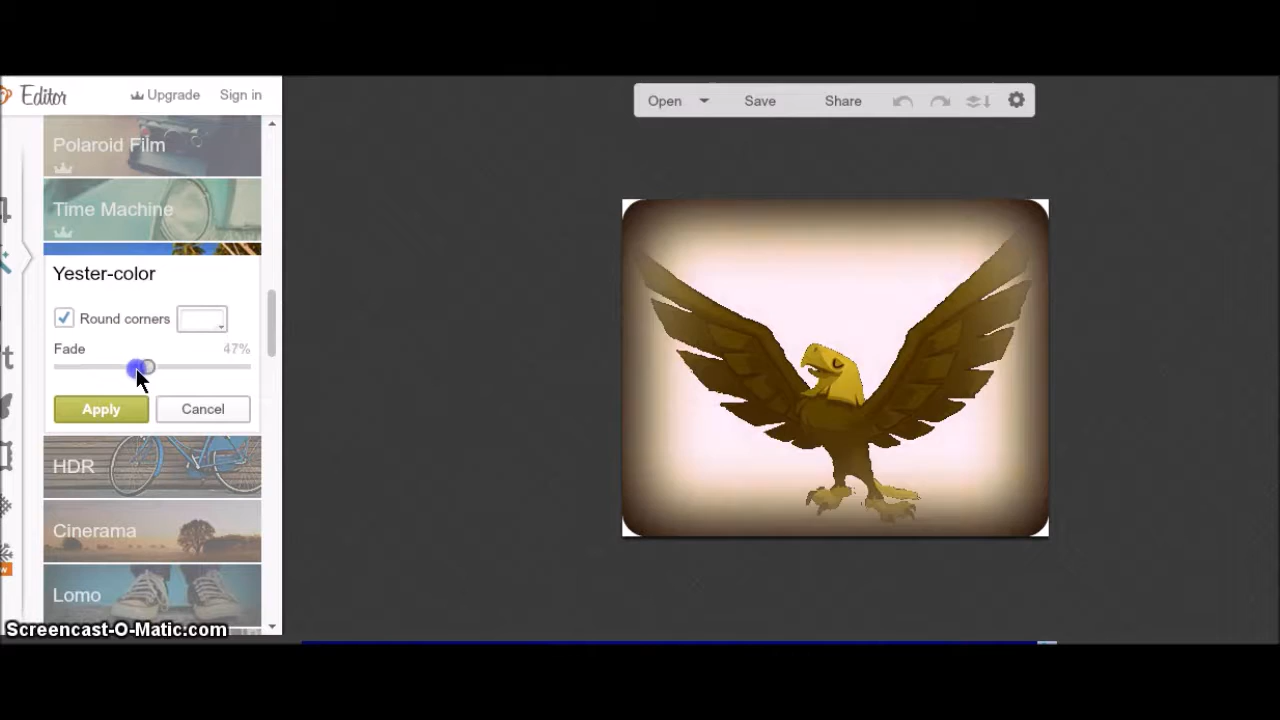 Editor
Upgrade
Sign in
Open
Save
Share
Polaroid Film
Time Machine
Yester-color
Round corners
Fade
47%
Apply
Cancel
HDR
Cinerama
Lomo
Screencast-O-Matic.com